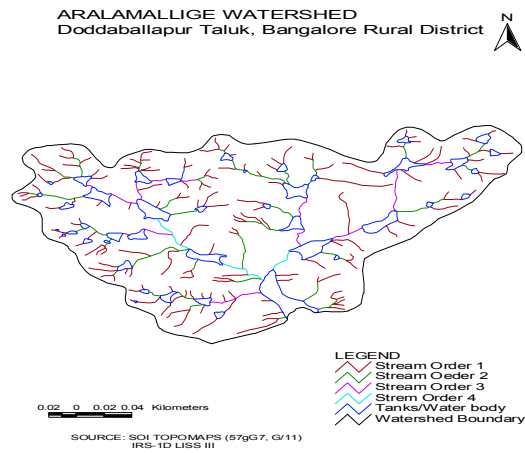 ARALAMALLIGE WATERSHED
Doddaballapur Taluk, Bangalore Rural District
N
LEGEND
Stream Order 1
Stream Oeder 2
Stream Order 3
Strem Order 4
Tanks/Water body
Watershed Boundary
0.02 0 0.02 0.04 Kilometers
SOURCE: SOI TOPOMAPS (57gG7, G/11)
IRS-1D LISS III